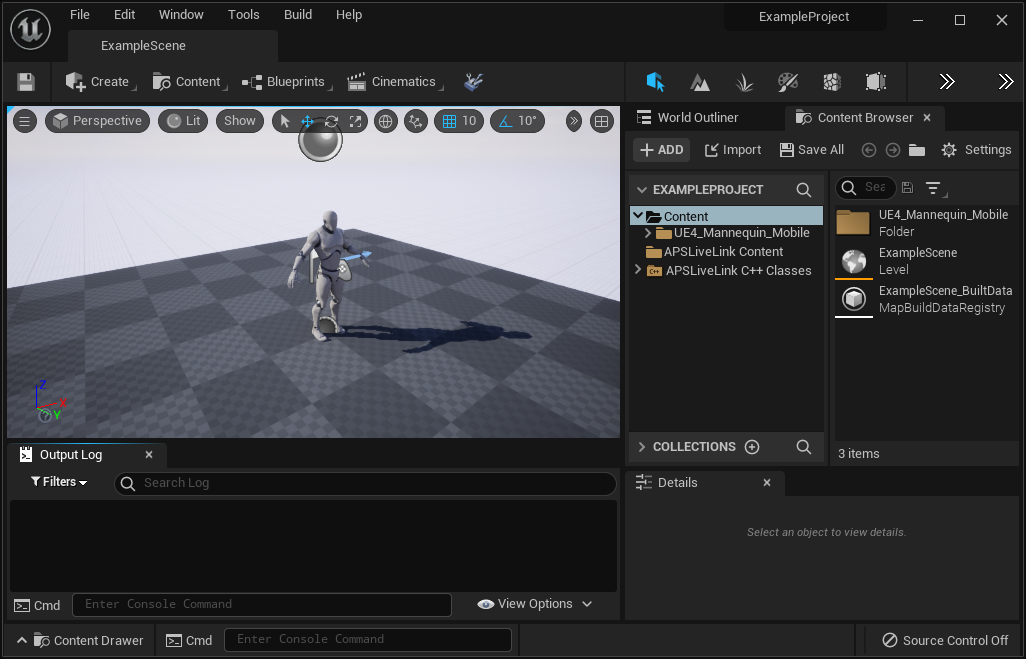 File Edit Window Tools Build Help
ExampleProject
ExampleScene
Create Content Blueprints Cinematics
Perspective Lit Show 10 10°
World Outliner Content Browser
ADD Import Save All Settings
EXAMPLEPROJECT
Sea
Content
UE4_Mannequin_Mobile
APSLiveLink Content
APSLiveLink C++ Classes
UE4_Mannequin_Mobile
Folder
ExampleScene
Level
ExampleScene_BuiltData
MapBuildDataRegistry
COLLECTIONS
3 items
Z
X
Y
Output Log
Filters
Search Log
Cmd Enter Console Command View Options
Details
Select an object to view details.
Content Drawer Cmd Enter Console Command Source Control Off